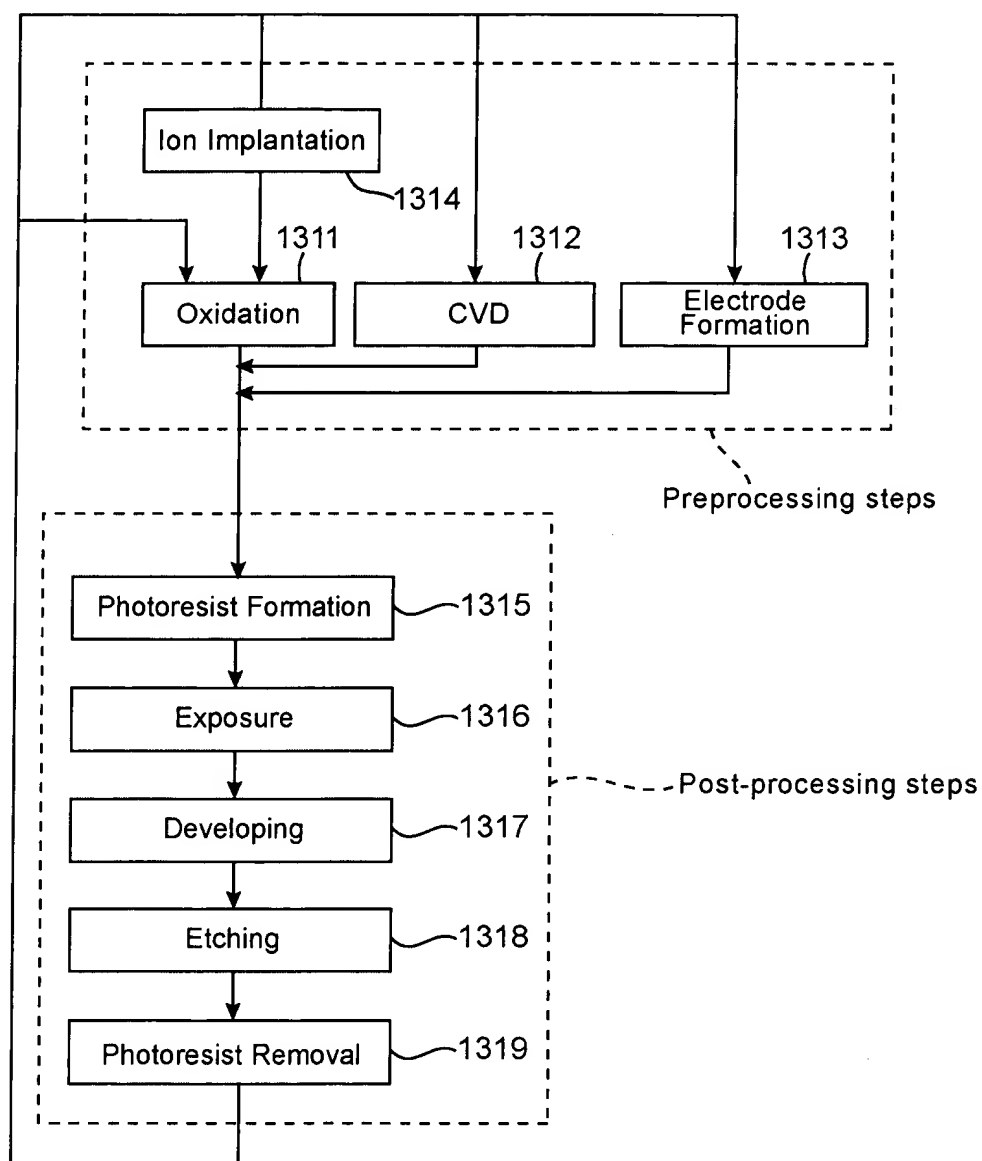 Ion Implantation
1314
1311
1312
1313
Oxidation
CVD
Electrode
Formation
Preprocessing steps
Photoresist Formation
1315
Exposure
1316
Post-processing steps
Developing
1317
Etching
1318
Photoresist Removal
1319